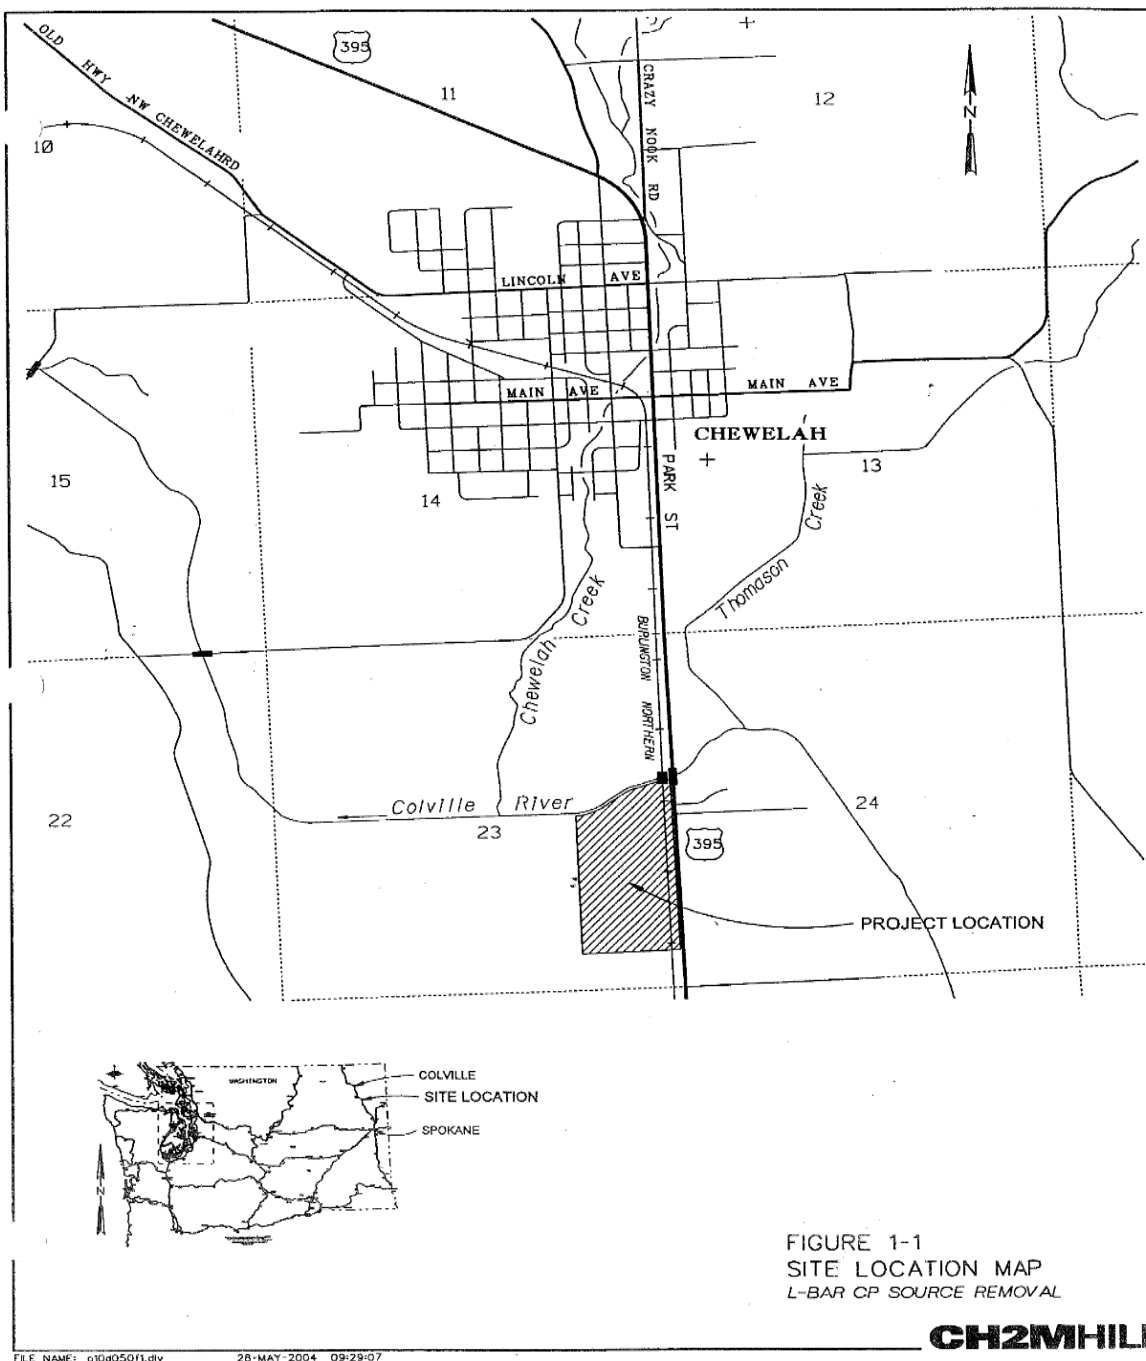 395
OLD HWY
NW CHEWELAH RD
CRAZY NOOK RD
11
12
N
10
LINCOLN AVE
MAIN AVE
MAIN AVE
CHEWELAH
13
15
14
PARK ST
Creek
Thomason
Chewelah Creek
BURLINGTON NORTHERN
Colville River
22
23
24
395
PROJECT LOCATION
WASHINGTON
COLVILLE
SITE LOCATION
SPOKANE
N
FIGURE 1-1
SITE LOCATION MAP
L-BAR CP SOURCE REMOVAL
CH2MHILL
FILE NAME: p10d050f1.dlv 28-MAY-2004 09:29:07